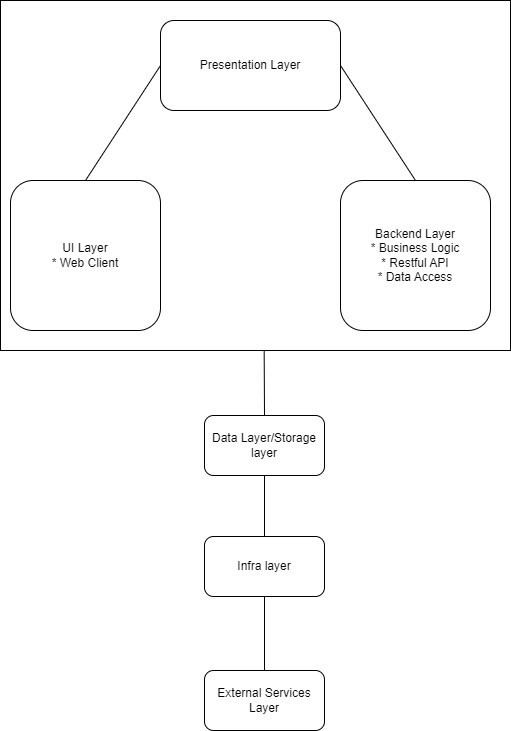 Presentation Layer
UI Layer
* Web Client
Backend Layer
* Business Logic
* Restful API
* Data Access
Data Layer/Storage
layer
Infra layer
External Services
Layer